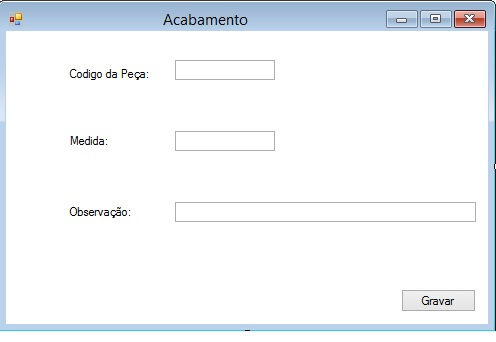 Acabamento
Codigo da Peça:
Medida:
Observação:
Gravar